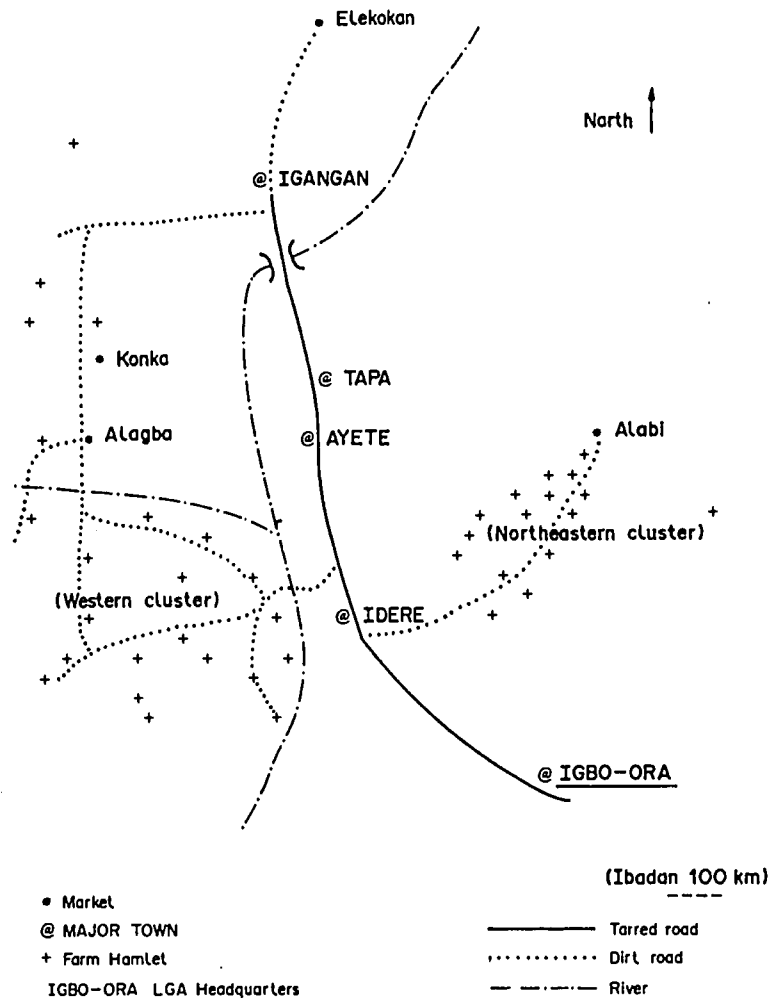 Elekokan
North
@ IGANGAN
Konka
@ TAPA
Alagba
@ AYETE
Alabi
(Northeastern cluster)
(Western cluster)
@ IDERE
@ IGBO-ORA
(Ibadan 100 km)
Market
@ MAJOR TOWN
+ Farm Hamlet
IGBO-ORA LGA Headquarters
Tarred road
Dirt road
River